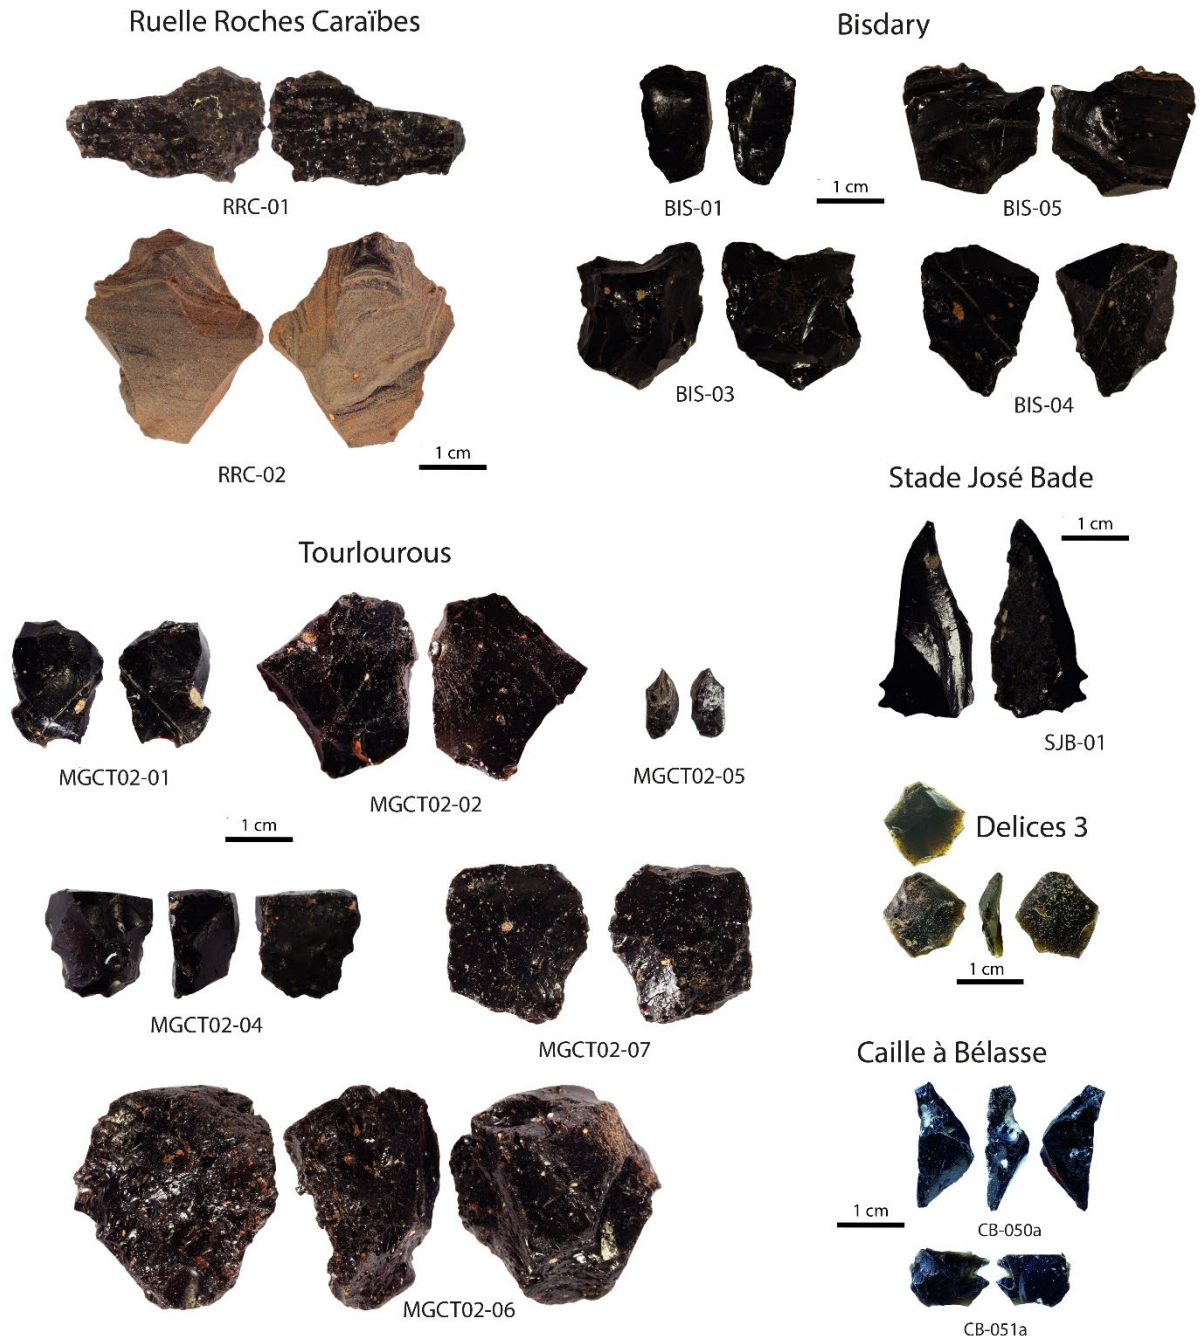 Ruelle Roches Caraïbes
Bisdary
RRC-01
BIS-01
1 cm
BIS-05
RRC-02
1 cm
BIS-03
BIS-04
Stade José Bade
1 cm
SJB-01
Tourlourous
MGCT02-01
MGCT02-02
MGCT02-05
1 cm
Delices 3
1 cm
MGCT02-04
MGCT02-07
MGCT02-06
Caille à Bélasse
1 cm
CB-050a
CB-051a